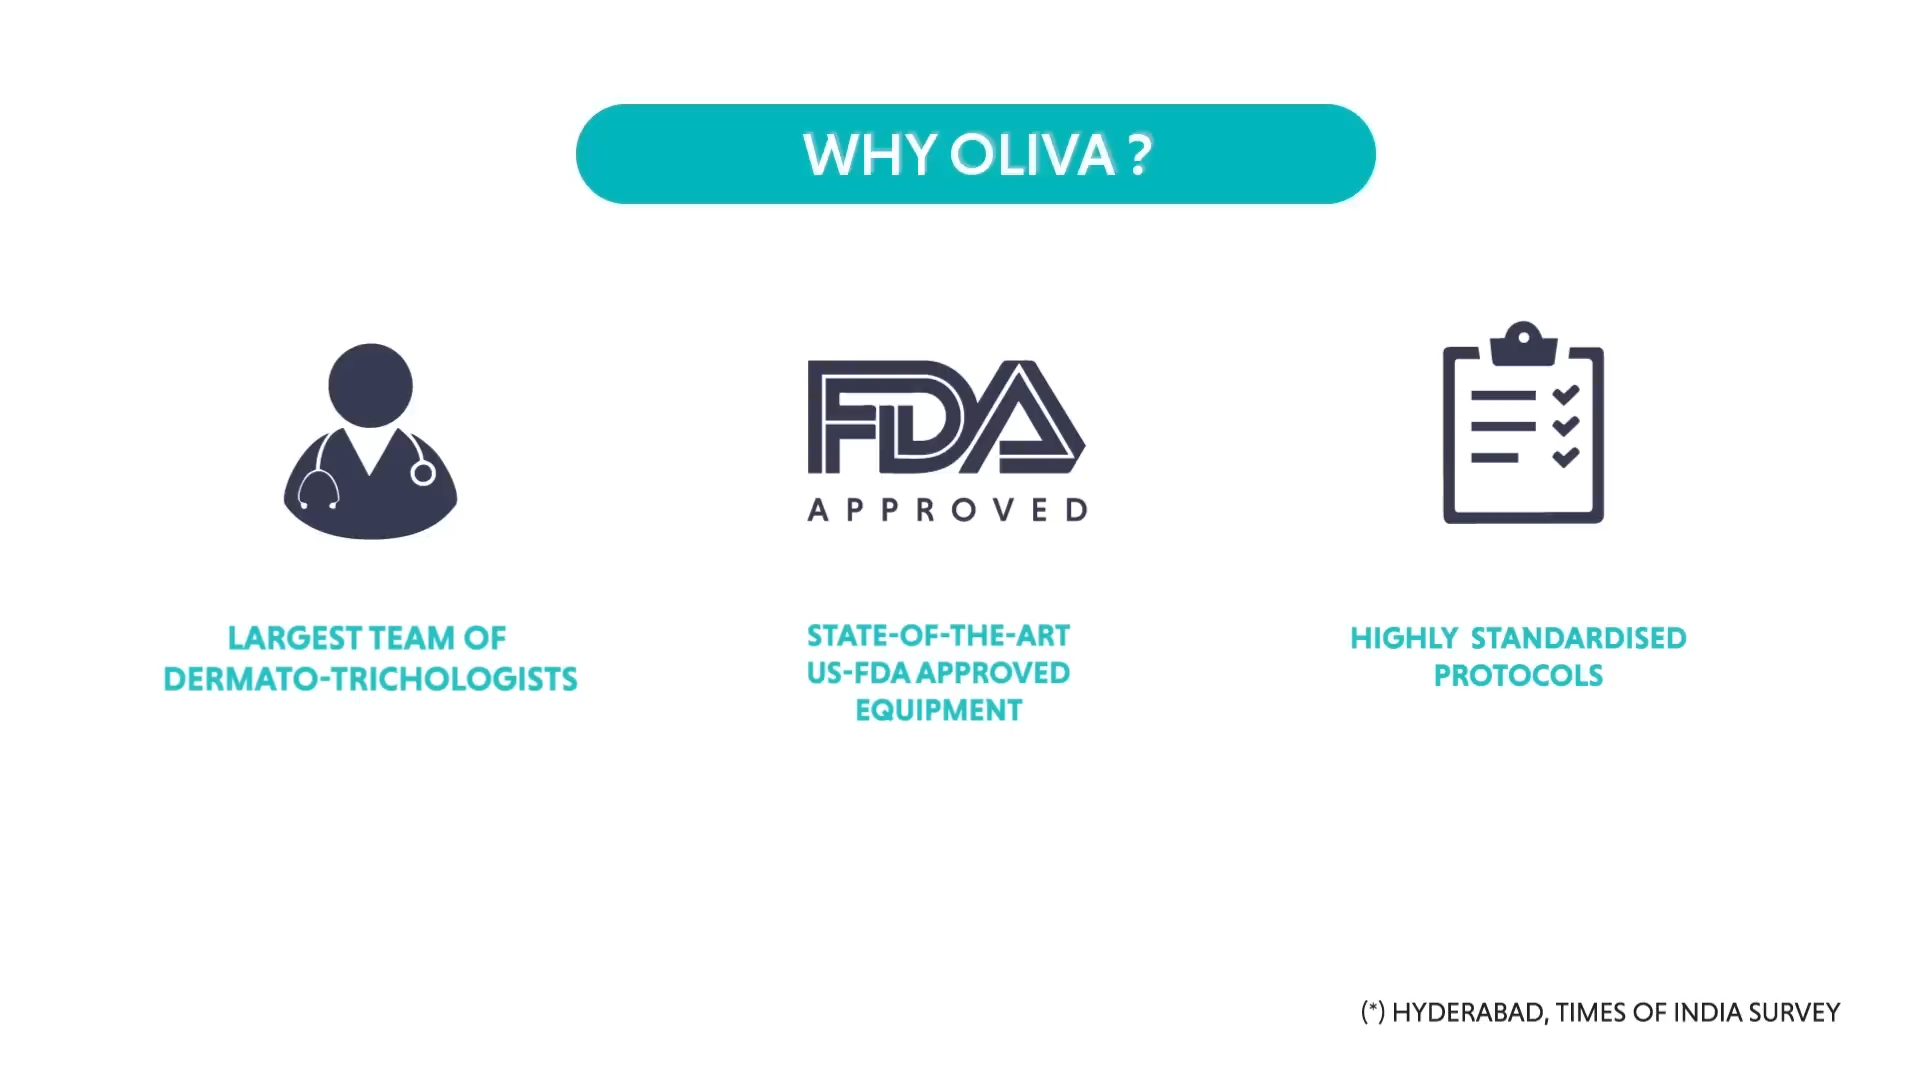 WHY OLIVA ?
FDA
APPROVED
LARGEST TEAM OF
DERMATO-TRICHOLOGISTS
STATE-OF-THE-ART
US-FDA APPROVED
EQUIPMENT
HIGHLY STANDARDISED
PROTOCOLS
(*) HYDERABAD, TIMES OF INDIA SURVEY